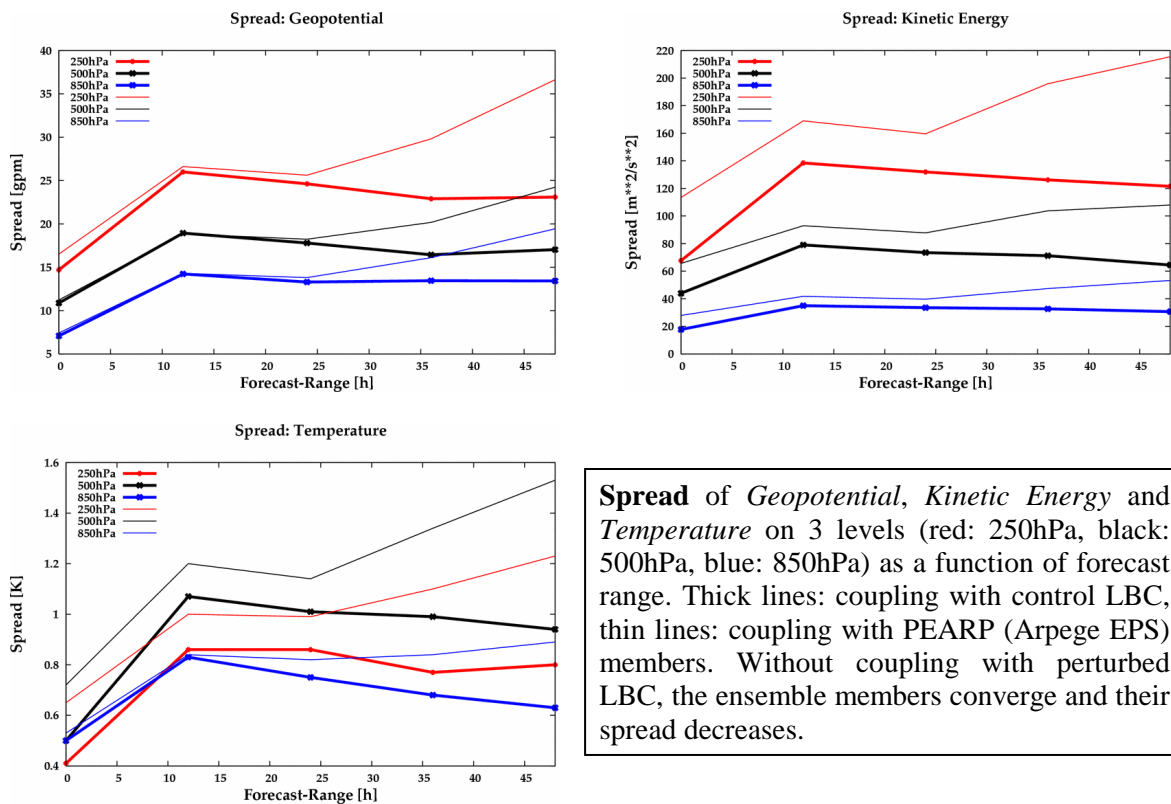 Spread: Geopotential
40
35
30
25
20
15
10
5
Spread [gpm]
250hPa
500hPa
850hPa
250hPa
500hPa
850hPa
0 5 10 15 20 25 30 35 40 45
Forecast-Range [h]
Spread: Kinetic Energy
220
200
180
160
140
120
100
80
60
40
20
0
Spread [m**2/s**2]
250hPa
500hPa
850hPa
250hPa
500hPa
850hPa
0 5 10 15 20 25 30 35 40 45
Forecast-Range [h]
Spread: Temperature
1.6
1.4
1.2
1
0.8
0.6
0.4
Spread [K]
250hPa
500hPa
850hPa
250hPa
500hPa
850hPa
0 5 10 15 20 25 30 35 40 45
Forecast-Range [h]
Spread of Geopotential, Kinetic Energy and
Temperature on 3 levels (red: 250hPa, black:
500hPa, blue: 850hPa) as a function of forecast
range. Thick lines: coupling with control LBC,
thin lines: coupling with PEARP (Arpege EPS)
members. Without coupling with perturbed
LBC, the ensemble members converge and their
spread decreases.